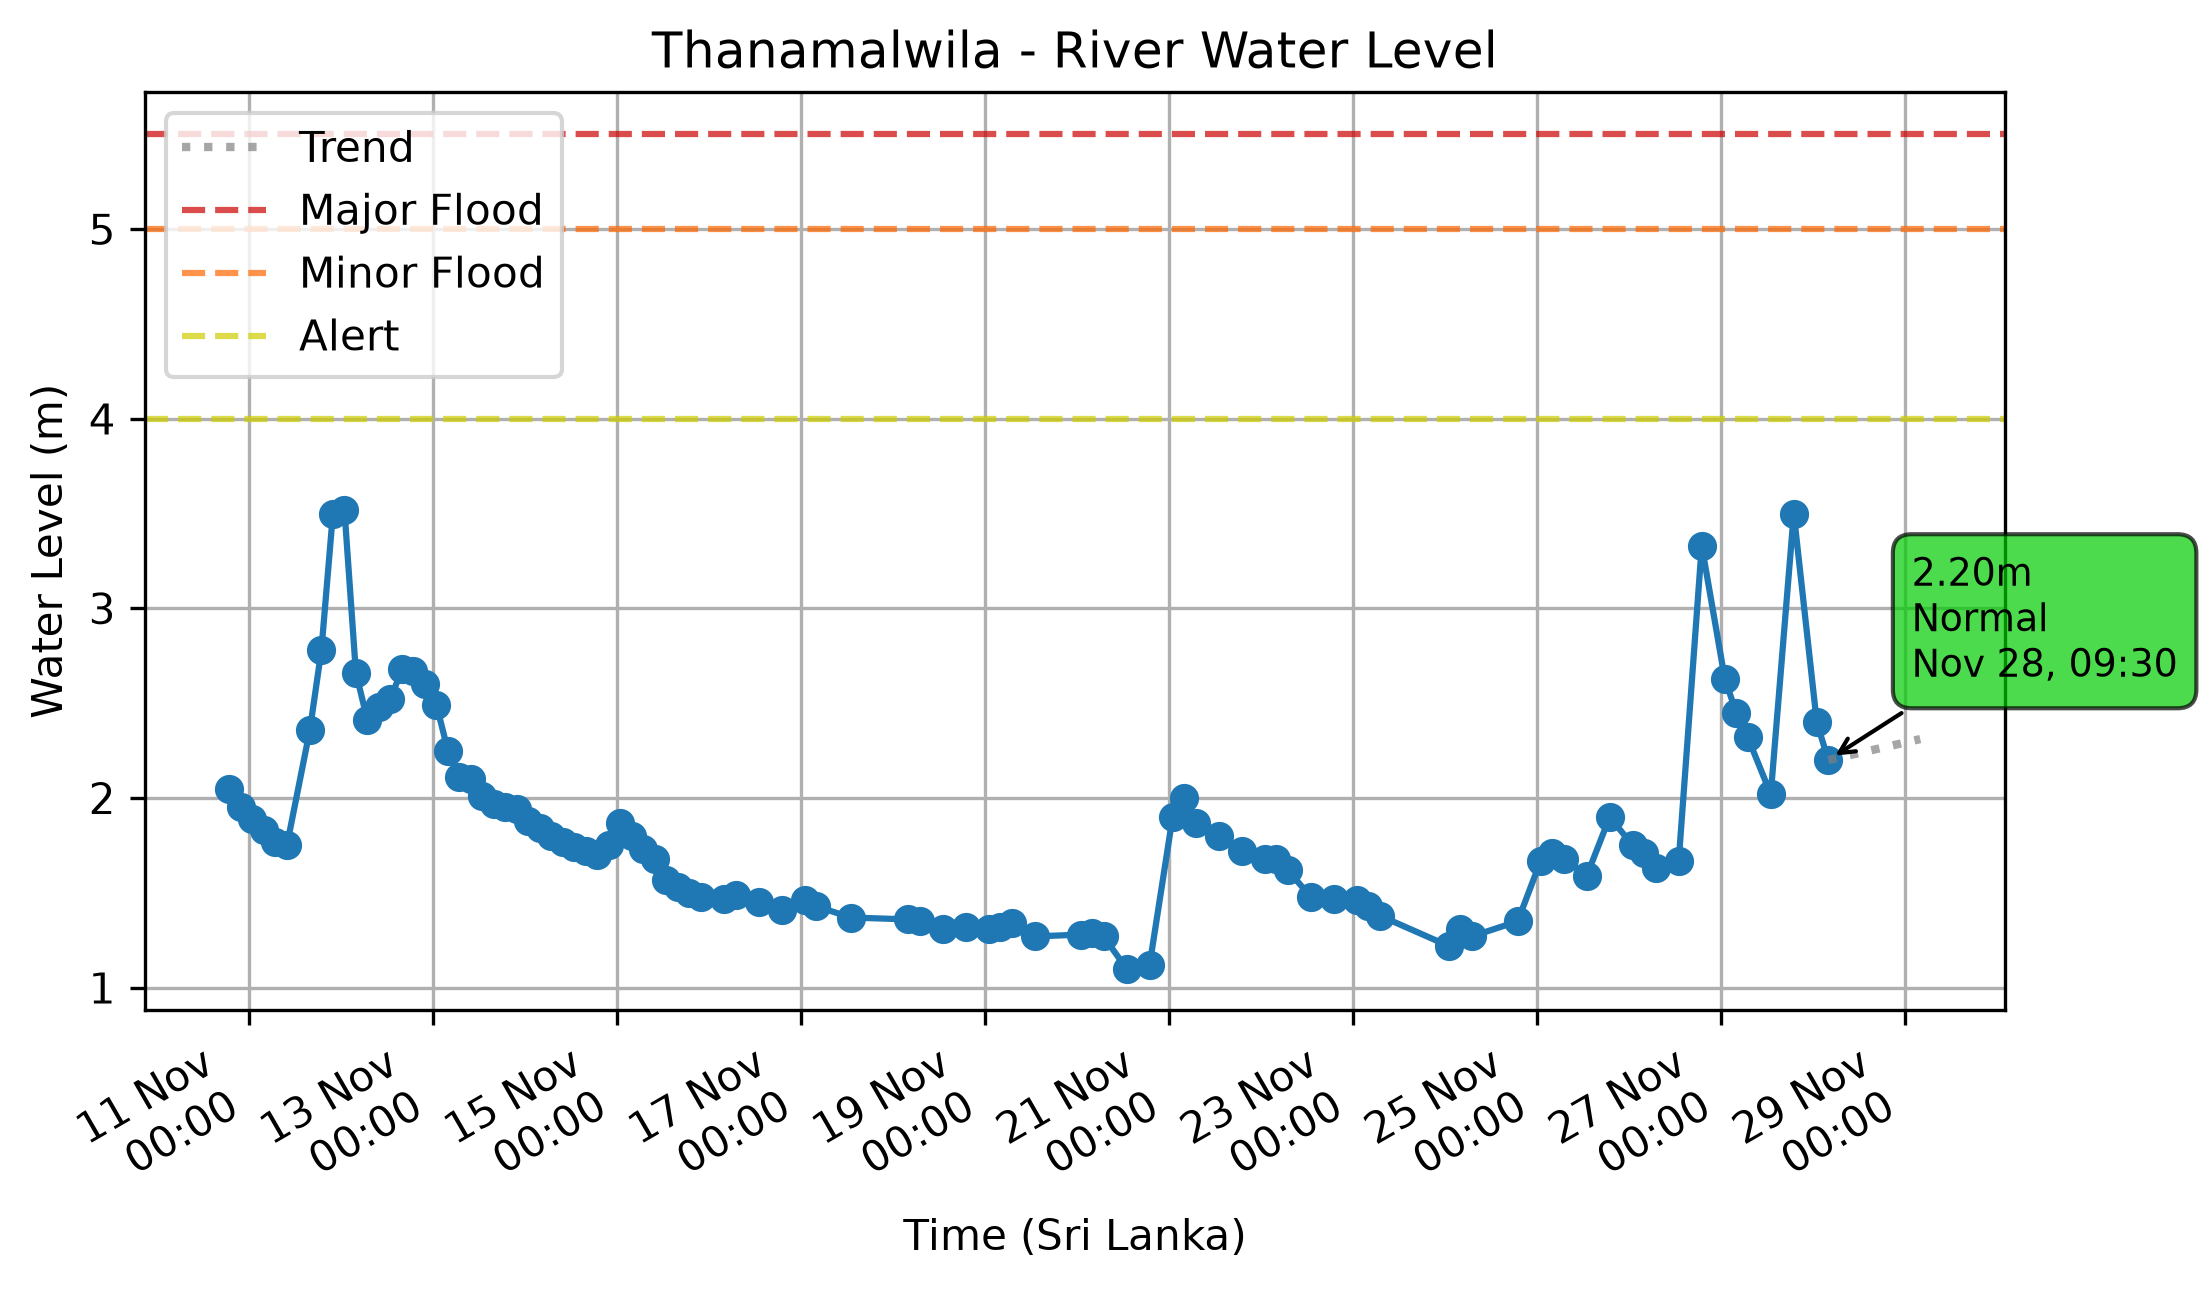 Thanamalwila - River Water Level
Trend
Major Flood
Minor Flood
Alert
5
4
3
2
1
Water Level (m)
2.20m
Normal
Nov 28, 09:30
11 Nov
00:00
13 Nov
00:00
15 Nov
00:00
17 Nov
00:00
19 Nov
00:00
21 Nov
00:00
23 Nov
00:00
25 Nov
00:00
27 Nov
00:00
29 Nov
00:00
Time (Sri Lanka)